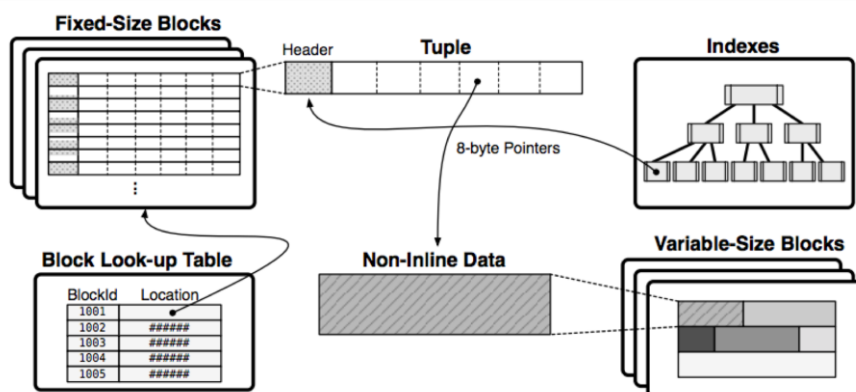 Fixed-Size Blocks
Header
Tuple
Indexes
8-byte Pointers
Block Look-up Table
BlockId Location
1001
1002 ######
1003 ######
1004 ######
1005 ######
Non-Inline Data
Variable-Size Blocks